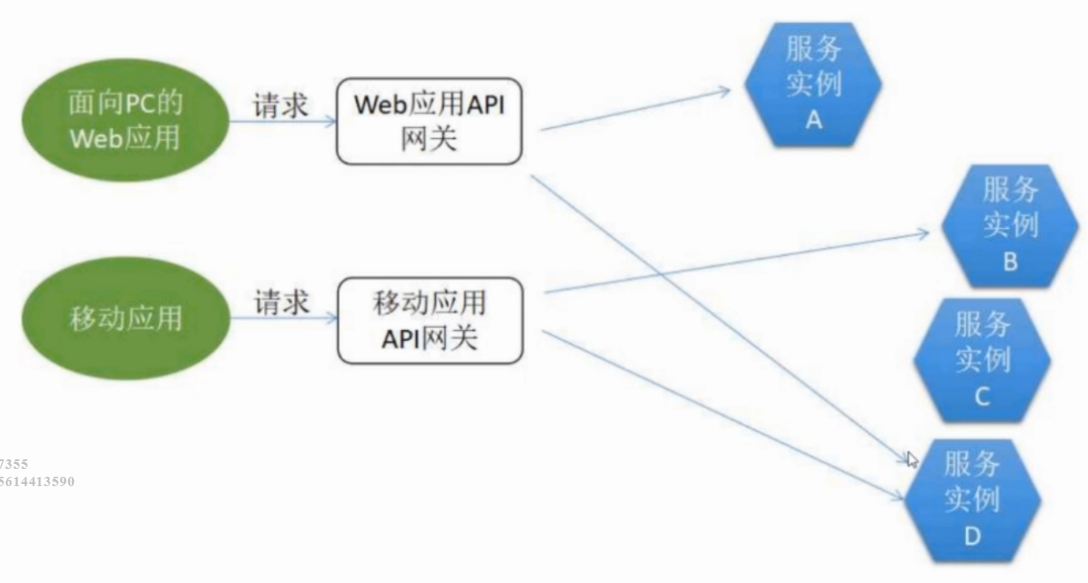 面向PC的
Web应用
请求
Web应用API
网关
服务
实例
A
服务
实例
B
移动应用
请求
移动应用
API网关
服务
实例
C
服务
实例
D
7355
5614413590